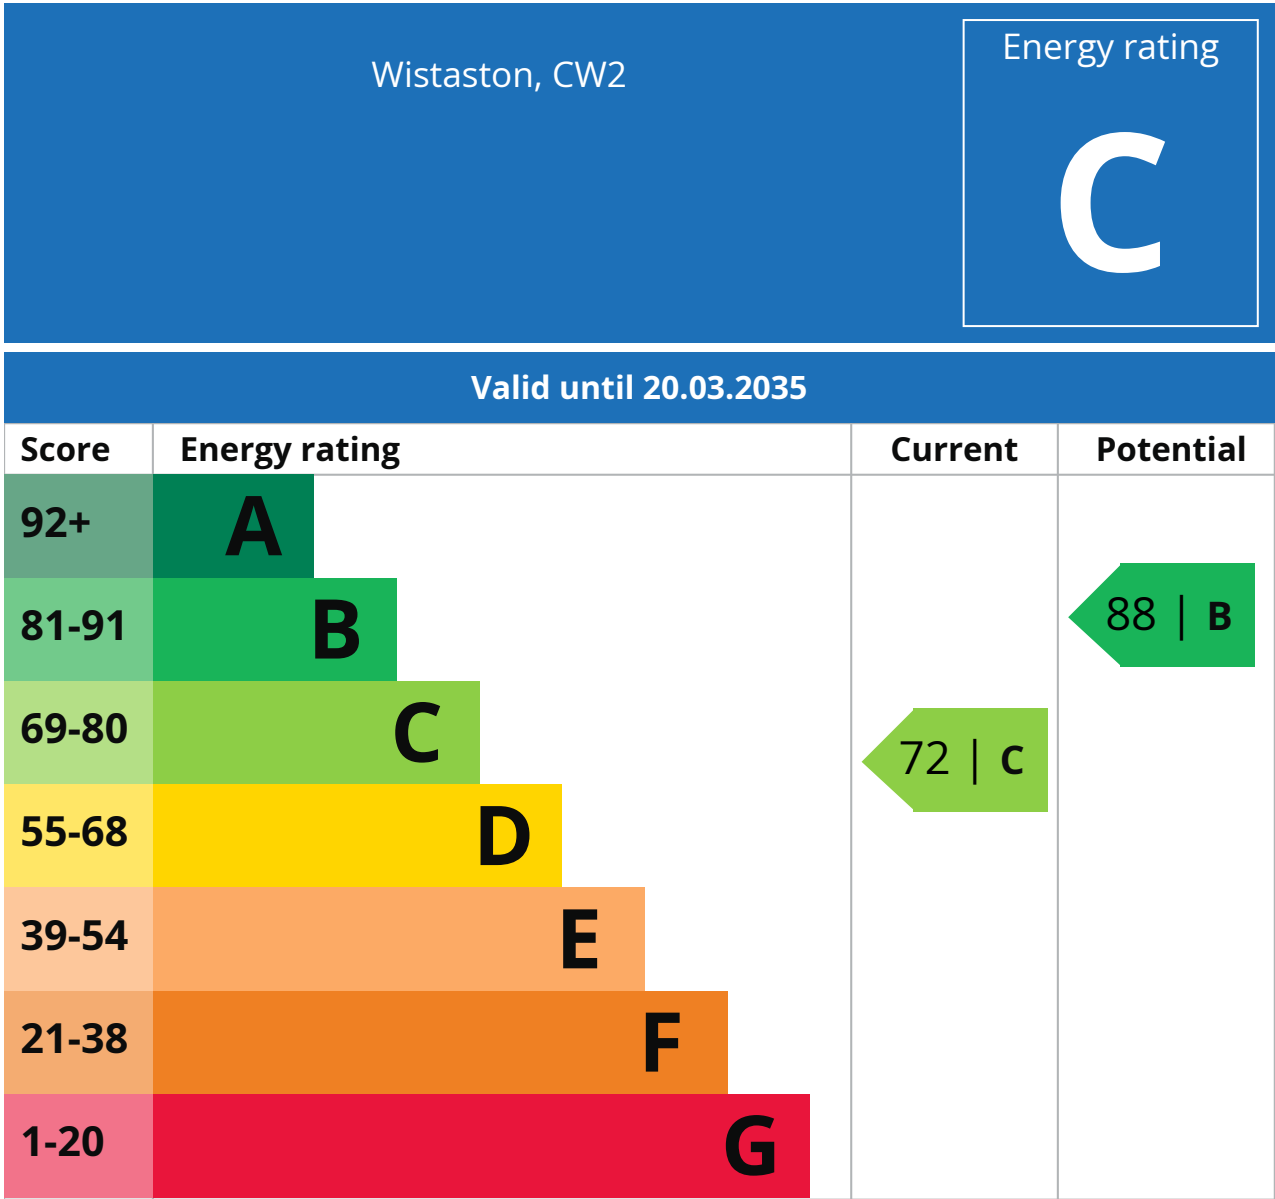 Wistaston, CW2
Energy rating
C
Valid until 20.03.2035
Score Energy rating Current Potential
92+ A
81-91 B
88 | B
69-80 C
72 | C
55-68 D
39-54 E
21-38 F
1-20 G